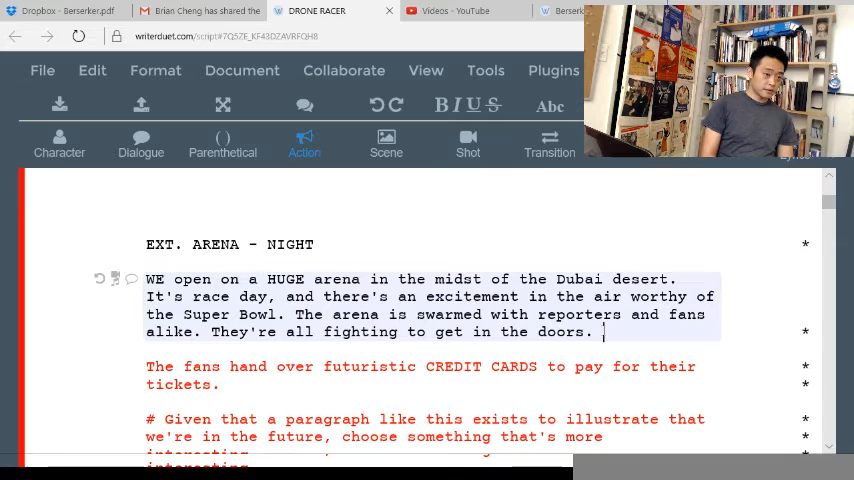 Dropbox - Berserker.pdf
Brian Cheng has shared the
DRONE RACER
Videos - YouTube
Berserk
writerduet.com/script#7Q5ZE_KF43DZAVRFQH8
File Edit Format Document Collaborate View Tools Plugins
B I U S Abc
Character Dialogue Parenthetical Action Scene Shot Transition
EXT. ARENA - NIGHT *
WE open on a HUGE arena in the midst of the Dubai desert.
It's race day, and there's an excitement in the air worthy of
the Super Bowl. The arena is swarmed with reporters and fans
alike. They're all fighting to get in the doors. *
The fans hand over futuristic CREDIT CARDS to pay for their *
tickets. *
# Given that a paragraph like this exists to illustrate that *
we're in the future, choose something that's more *